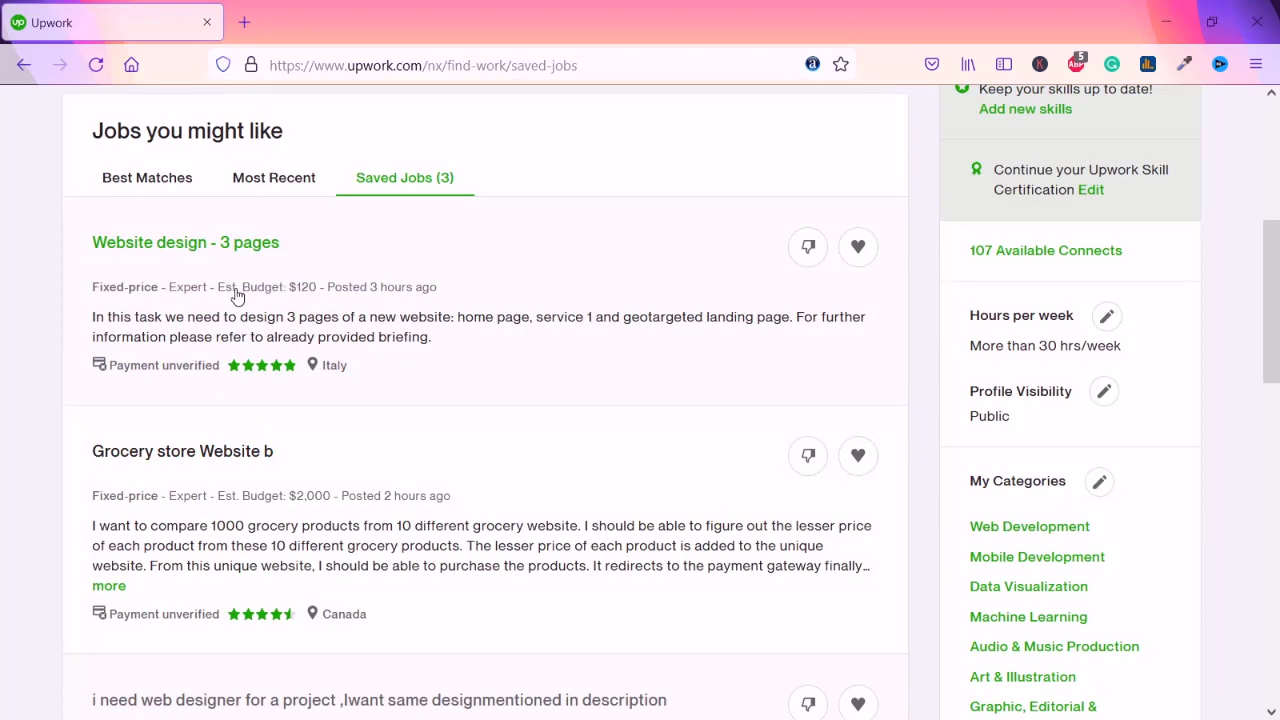 Upwork
https://www.upwork.com/nx/find-work/saved-jobs
5
ABP
Jobs you might like
Best Matches
Most Recent
Saved Jobs (3)
Website design - 3 pages
Fixed-price - Expert - Est. Budget: $120 - Posted 3 hours ago
In this task we need to design 3 pages of a new website: home page, service 1 and geotargeted landing page. For further
information please refer to already provided briefing.
Payment unverified
Italy
Grocery store Website b
Fixed-price - Expert - Est. Budget: $2,000 - Posted 2 hours ago
I want to compare 1000 grocery products from 10 different grocery website. I should be able to figure out the lesser price
of each product from these 10 different grocery products. The lesser price of each product is added to the unique
website. From this unique website, I should be able to purchase the products. It redirects to the payment gateway finally…
more
Payment unverified
Canada
i need web designer for a project ,Iwant same designmentioned in description
Keep your skills up to date!
Add new skills
Continue your Upwork Skill
Certification Edit
107 Available Connects
Hours per week
More than 30 hrs/week
Profile Visibility
Public
My Categories
Web Development
Mobile Development
Data Visualization
Machine Learning
Audio & Music Production
Art & Illustration
Graphic, Editorial &